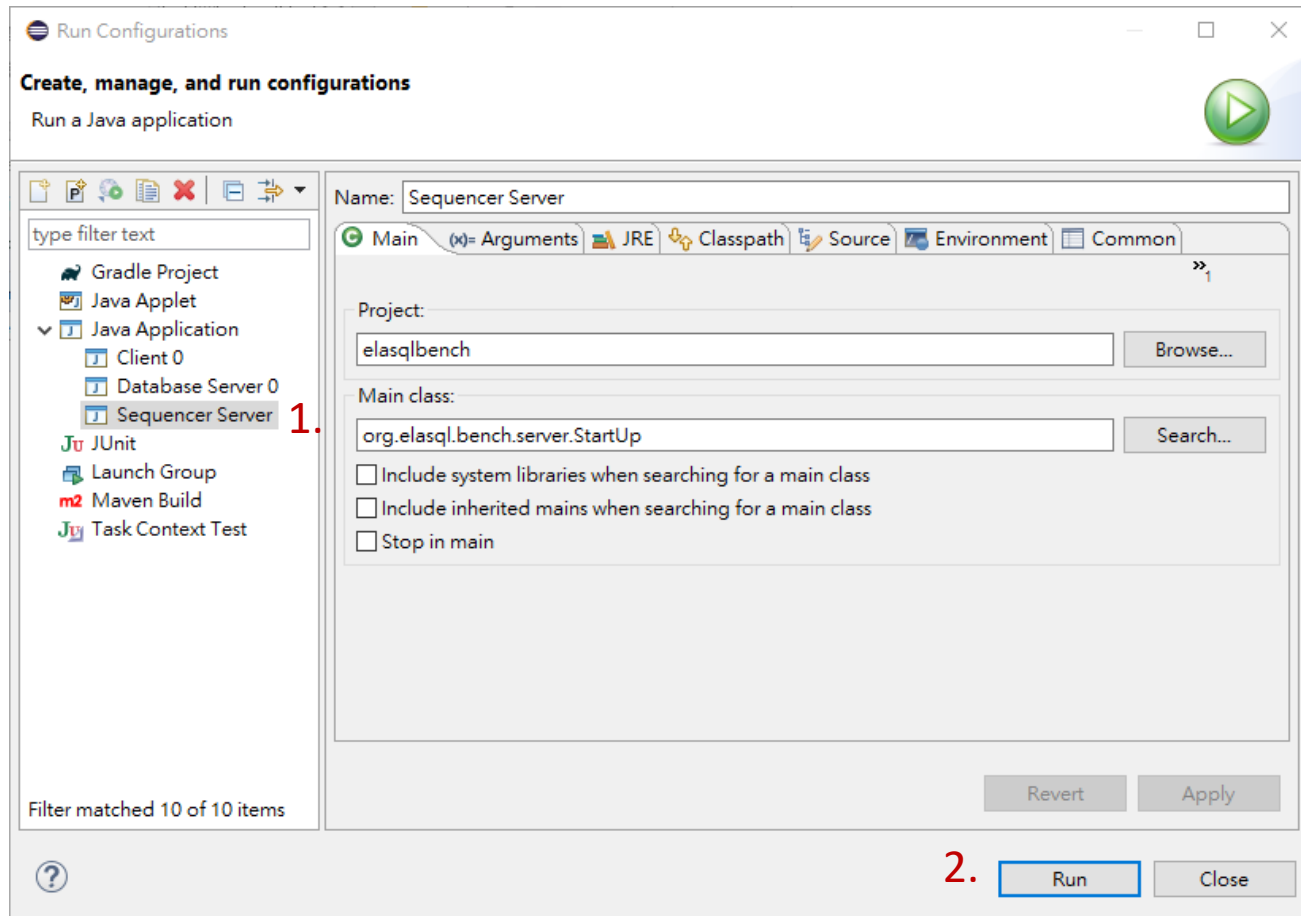 Run Configurations
Create, manage, and run configurations
Run a Java application
Name: Sequencer Server
type filter text
Main (x)= Arguments JRE Classpath Source Environment Common
»1
Gradle Project
Java Applet
Java Application
Client 0
Database Server 0
Sequencer Server 1.
JUnit
Launch Group
m2 Maven Build
Task Context Test
Filter matched 10 of 10 items
Project:
elasqlbench Browse...
Main class:
org.elasql.bench.server.StartUp Search...
Include system libraries when searching for a main class
Include inherited mains when searching for a main class
Stop in main
Revert Apply
2. Run Close